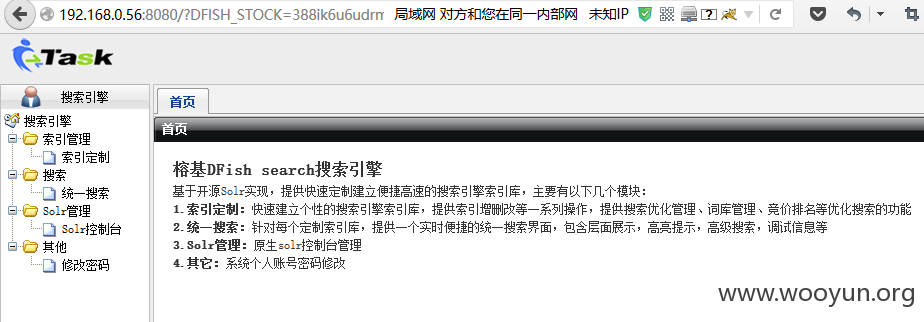 192.168.0.56:8080/?DFISH_STOCK=388ik6u6udrm
局域网 对方和您在同一内部网 未知IP
eTask
搜索引擎
搜索引擎
索引管理
索引定制
搜索
统一搜索
Solr管理
Solr控制台
其他
修改密码
首页
首页
榕基DFish search搜索引擎
基于开源Solr实现，提供快速定制建立便捷高速的搜索引擎索引库，主要有以下几个模块：
1.索引定制：快速建立个性的搜索引擎索引库，提供索引增删改等一系列操作，提供搜索优化管理、词库管理、竞价排名等优化搜索的功能
2.统一搜索：针对每个定制索引库，提供一个实时便捷的统一搜索界面，包含层面展示，高亮提示，高级搜索，调试信息等
3.Solr管理：原生solr控制台管理
4.其它：系统个人账号密码修改
www.wooyun.org